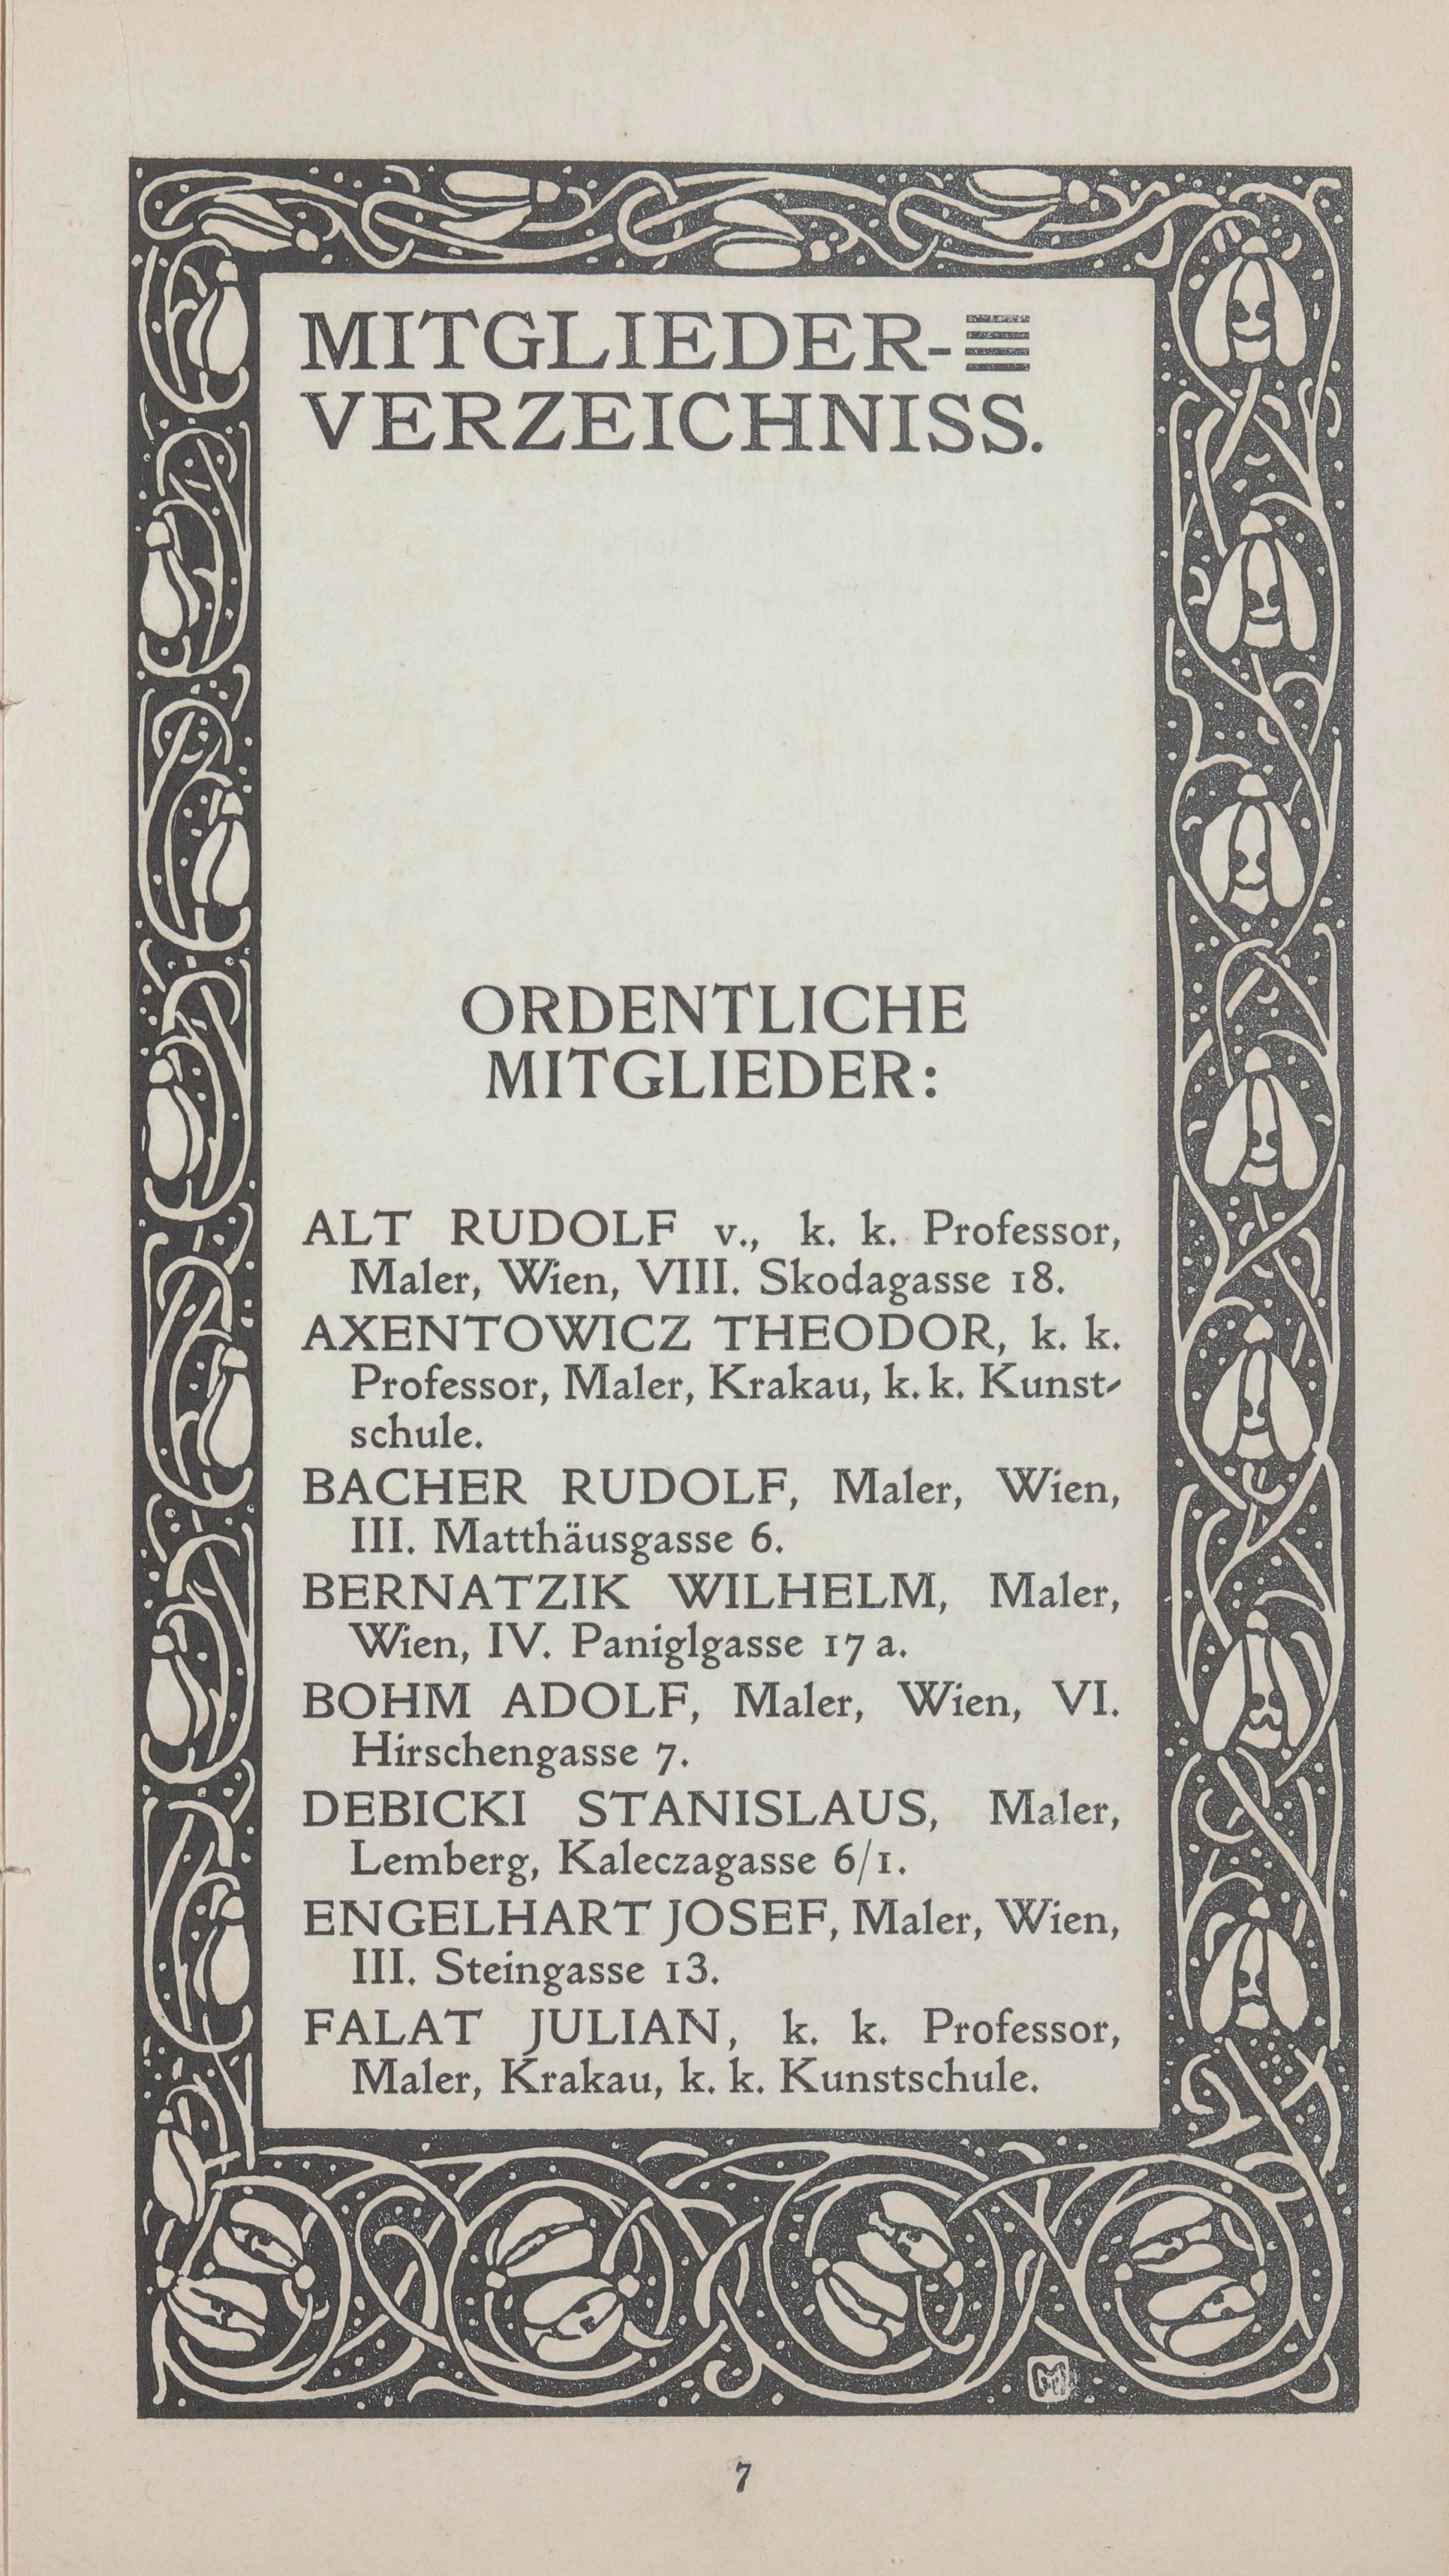 MITGLIEDER-
VERZEICHNISS.
ORDENTLICHE
MITGLIEDER:
ALT RUDOLF v., k. k. Professor,
Maler, Wien, VIII. Skodagasse 18.
AXENTOWICZ THEODOR, k. k.
Professor, Maler, Krakau, k. k. Kunst-
schule.
BACHER RUDOLF, Maler, Wien,
III. Matthäusgasse 6.
BERNATZIK WILHELM, Maler,
Wien, IV. Paniglgasse 17 a.
BOHM ADOLF, Maler, Wien, VI.
Hirschengasse 7.
DEBICKI STANISLAUS, Maler,
Lemberg, Kaleczagasse 6/1.
ENGELHART JOSEF, Maler, Wien,
III. Steingasse 13.
FALAT JULIAN, k. k. Professor,
Maler, Krakau, k. k. Kunstschule.
7